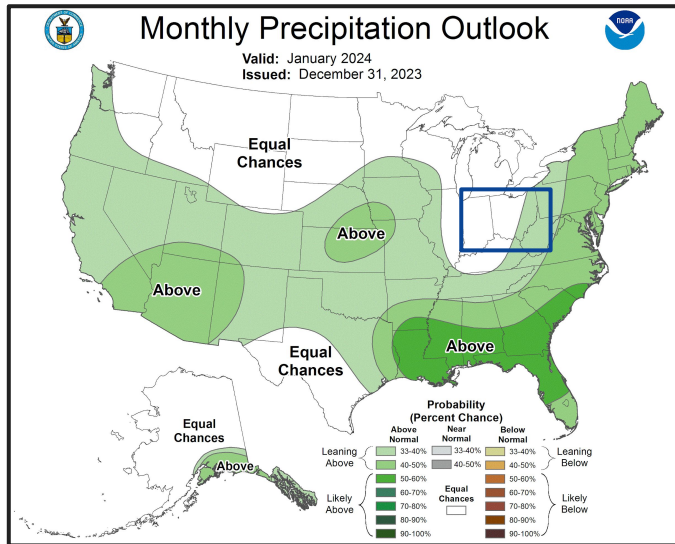 Monthly Precipitation Outlook
NOAA
Valid: January 2024
Issued: December 31, 2023
Equal
Chances
Above
Above
Above
Equal
Chances
Equal
Chances
Above
Probability
(Percent Chance)
Above Normal
Near Normal
Below Normal
Leaning Above
33-40%
33-40%
33-40%
Leaning Below
40-50%
40-50%
40-50%
Likely Above
50-60%
50-60%
Likely Below
60-70%
60-70%
70-80%
Equal Chances
70-80%
80-90%
80-90%
90-100%
90-100%